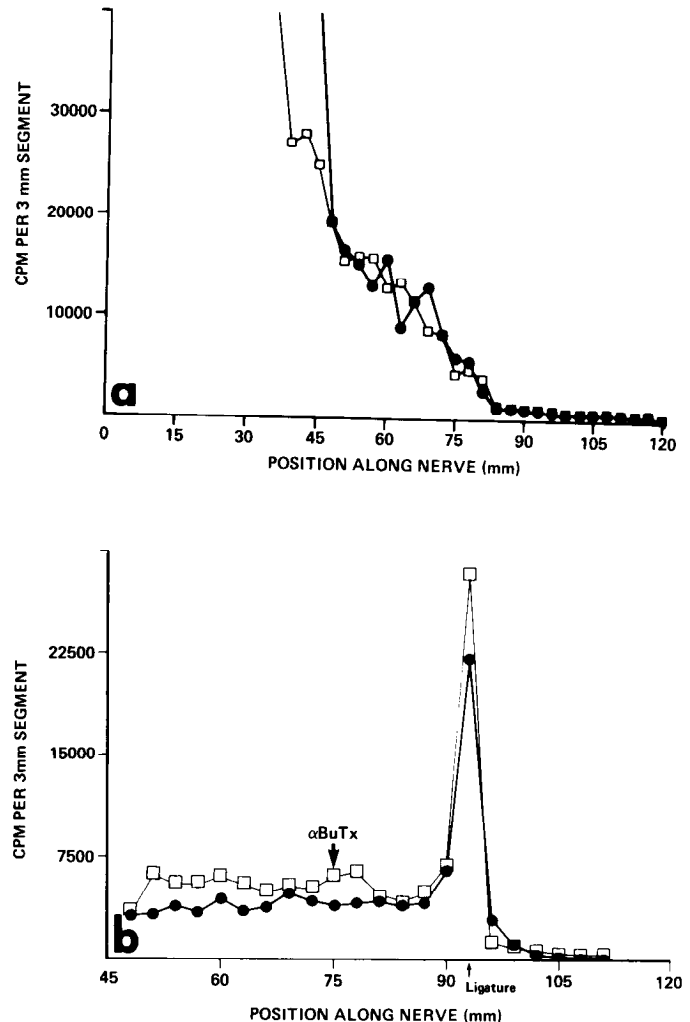 CPM PER 3 mm SEGMENT
30000
20000
10000
a
0 15 30 45 60 75 90 105 120
POSITION ALONG NERVE (mm)
CPM PER 3mm SEGMENT
22500
15000
7500
αBuTx
b
45 60 75 90 105 120
Ligature
POSITION ALONG NERVE (mm)